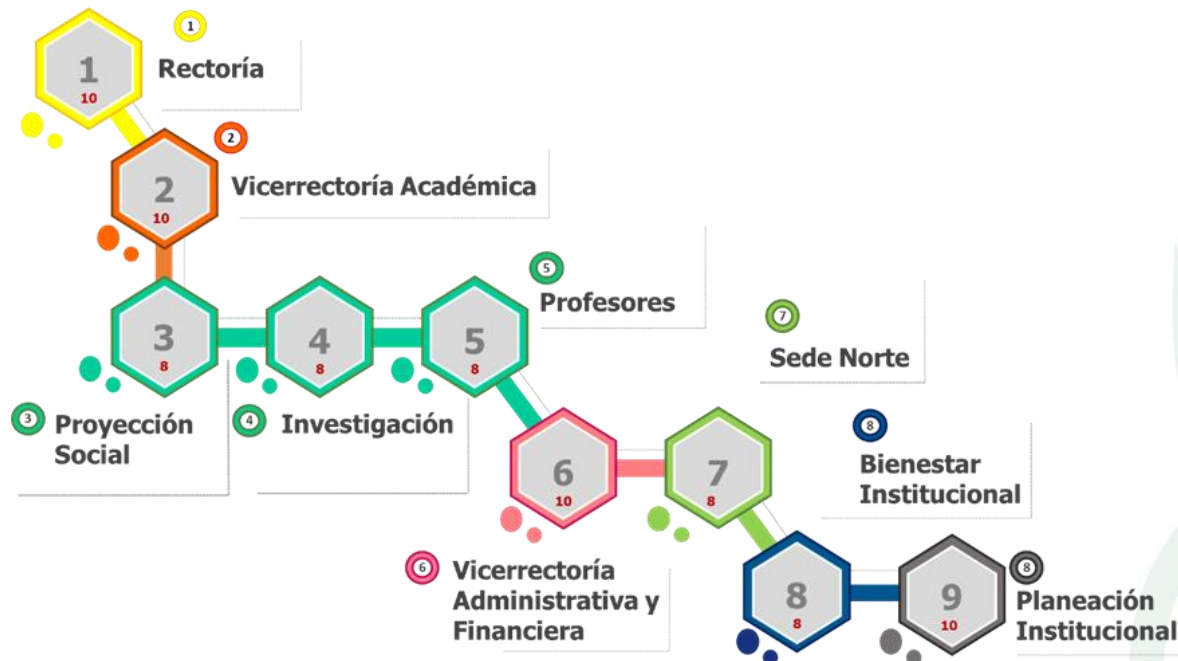 1
10
1
Rectoría
2
10
2
Vicerrectoría Académica
3
8
3
Proyección
Social
4
8
4
Investigación
5
8
5
Profesores
6
10
6
Vicerrectoría
Administrativa y
Financiera
7
8
7
Sede Norte
8
8
8
Bienestar
Institucional
9
10
8
Planeación
Institucional